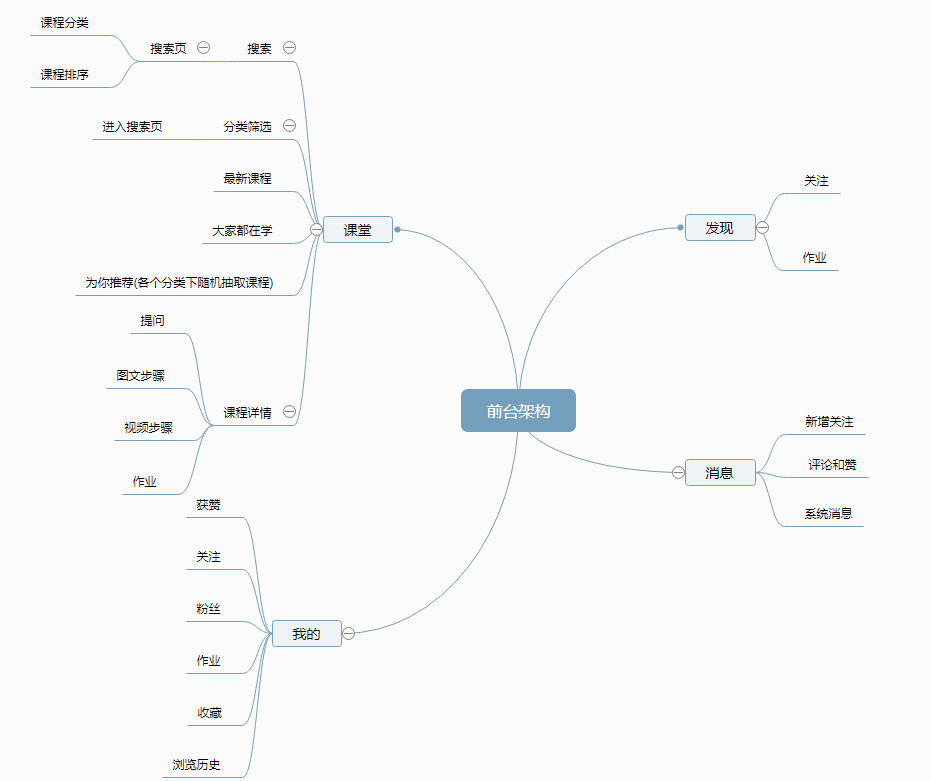 前台架构
课堂
搜索
搜索页
课程分类
课程排序
分类筛选
进入搜索页
最新课程
大家都在学
为你推荐(各个分类下随机抽取课程)
课程详情
提问
图文步骤
视频步骤
作业
我的
获赞
关注
粉丝
作业
收藏
浏览历史
发现
关注
作业
消息
新增关注
评论和赞
系统消息